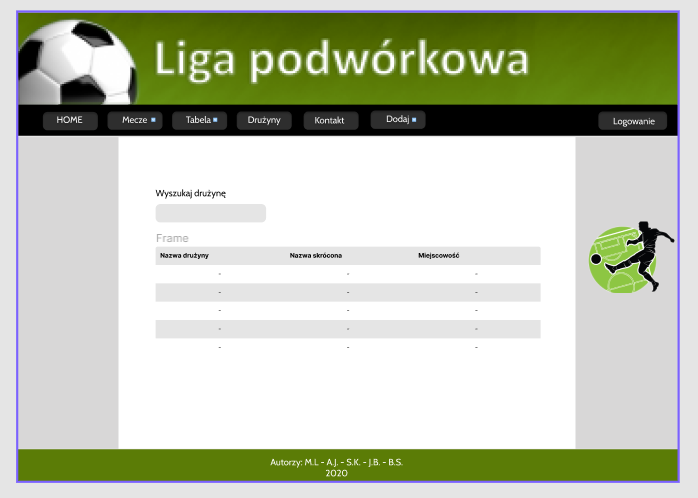 Liga podwórkowa
HOME Mecze Tabela Drużyny Kontakt Dodaj Logowanie
Wyszukaj drużynę
Frame
Nazwa drużyny Nazwa skrócona Miejscowość
- - -
- - -
- - -
- - -
- - -
Autorzy: M.L - A.J. - S.K. - J.B. - B.S.
2020